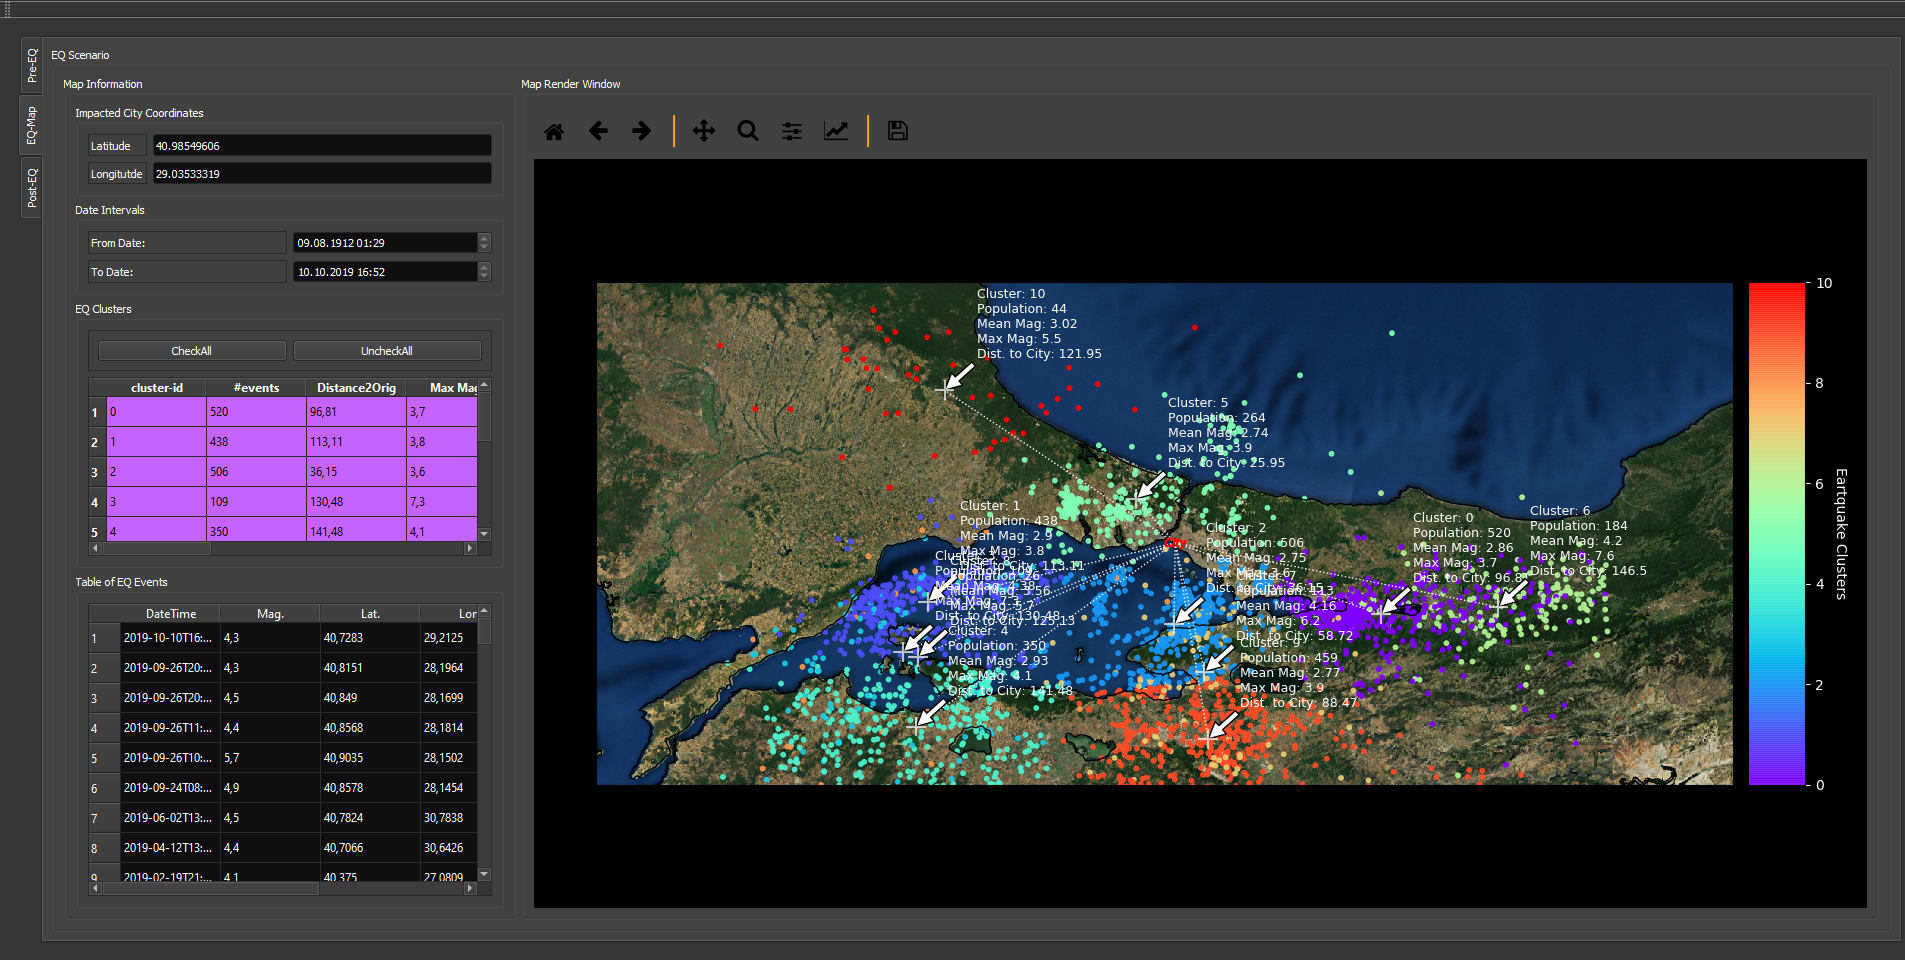 Pre-EQ
EQ-Map
Post-EQ
EQ Scenario
Map Information
Impacted City Coordinates
Latitude
40.98549606
Longitutde
29.03533319
Date Intervals
From Date:
09.08.1912 01:29
To Date:
10.10.2019 16:52
EQ Clusters
CheckAll
UncheckAll
cluster-id #events Distance2Orig Max Mag
1 0 520 96,81 3,7
2 1 438 113,11 3,8
3 2 506 36,15 3,6
4 3 109 130,48 7,3
5 4 350 141,48 4,1
Table of EQ Events
DateTime Mag. Lat. Lor
1 2019-10-10T16:... 4,3 40,7283 29,2125
2 2019-09-26T20:... 4,3 40,8151 28,1964
3 2019-09-26T20:... 4,5 40,849 28,1699
4 2019-09-26T11:... 4,4 40,8568 28,1814
5 2019-09-26T10:... 5,7 40,9035 28,1502
6 2019-09-24T08:... 4,9 40,8578 28,1454
7 2019-06-02T13:... 4,5 40,7824 30,7838
8 2019-04-12T13:... 4,4 40,7066 30,6426
9 2019-02-19T21:... 4,1 40,375 27,0809
Map Render Window
Cluster: 10
Population: 44
Mean Mag: 3.02
Max Mag: 5.5
Dist. to City: 121.95
Cluster: 5
Population: 264
Mean Mag: 2.74
Max Mag: 3.9
Dist. to City: 25.95
Cluster: 1
Population: 438
Mean Mag: 2.9
Max Mag: 3.8
Dist. to City: 113.11
Cluster:
Population: 109
Mean Mag: 4.38
Max Mag: 7.3
Dist. to City: 130.48
Population: 26
Mean Mag: 3.56
Max Mag: 5.7
Dist. to City: 125.13
Cluster: 4
Population: 350
Mean Mag: 2.93
Max Mag: 4.1
Dist. to City: 141.48
City
Cluster: 2
Population: 506
Mean Mag: 2.75
Max Mag: 3.6
Dist. to City: 36.15
Cluster: 7
Population: 113
Mean Mag: 4.16
Max Mag: 6.2
Dist. to City: 58.72
Cluster: 9
Population: 459
Mean Mag: 2.77
Max Mag: 3.9
Dist. to City: 88.47
Cluster: 0
Population: 520
Mean Mag: 2.86
Max Mag: 3.7
Dist. to City: 96.8
Cluster: 6
Population: 184
Mean Mag: 4.2
Max Mag: 7.6
Dist. to City: 146.5
10
8
6
4
2
0
Eartquake Clusters